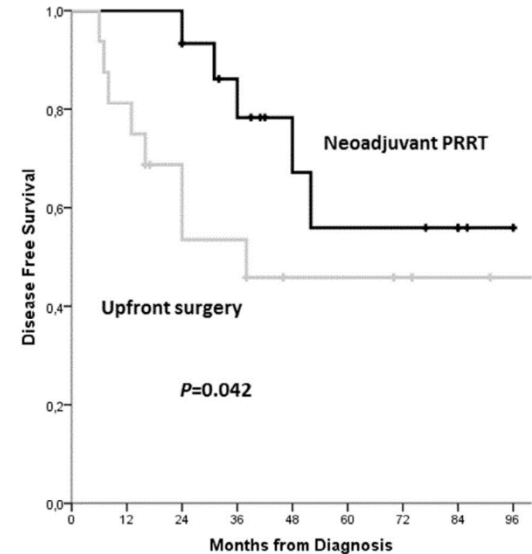 1,0
0,8
0,6
0,4
0,2
0,0
Disease Free Survival
Neoadjuvant PRRT
Upfront surgery
P=0.042
0 12 24 36 48 60 72 84 96
Months from Diagnosis